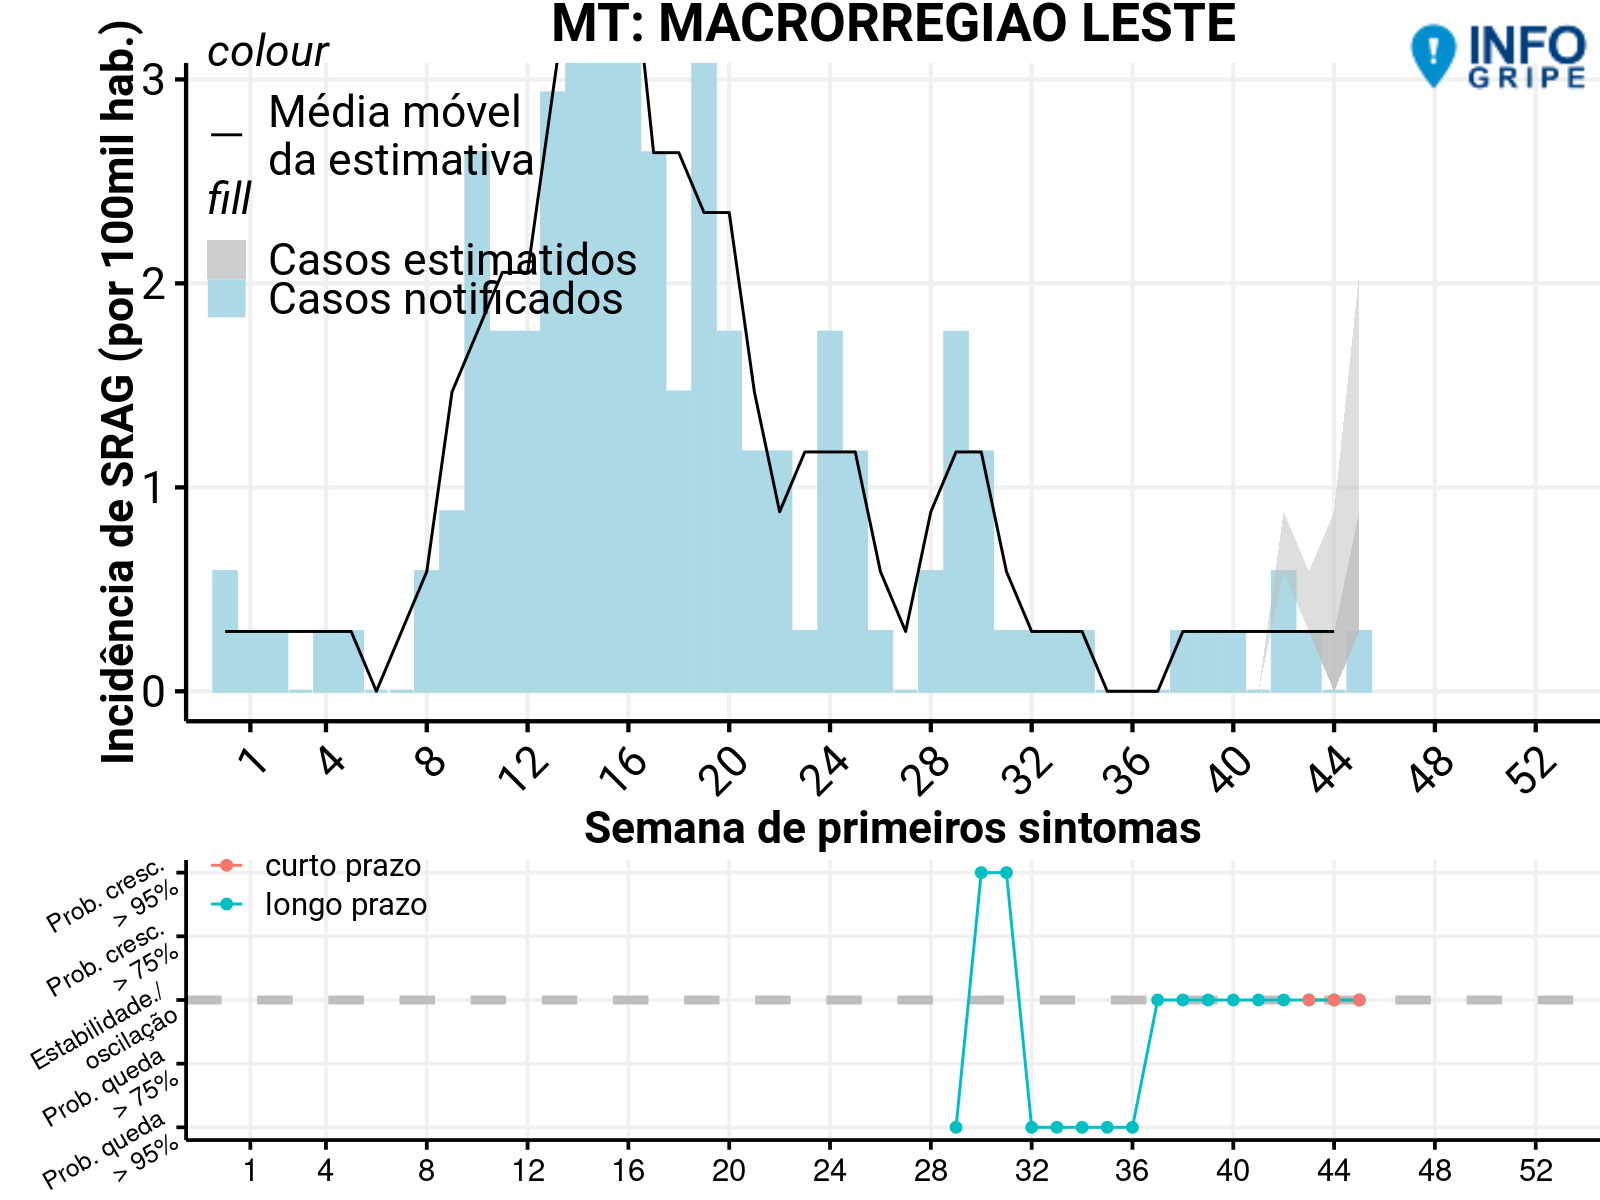 MT: MACRORREGIAO LESTE
INFO
GRIPE
colour
Média móvel
da estimativa
fill
Casos estimatidos
Casos notificados
Incidência de SRAG (por 100mil hab.)
3
2
1
0
1 4 8 12 16 20 24 28 32 36 40 44 48 52
Semana de primeiros sintomas
curto prazo
longo prazo
Prob. cresc.
> 95%
Prob. cresc.
> 75%
Estabilidade./
oscilação
Prob. queda
> 75%
Prob. queda
> 95%
1 4 8 12 16 20 24 28 32 36 40 44 48 52